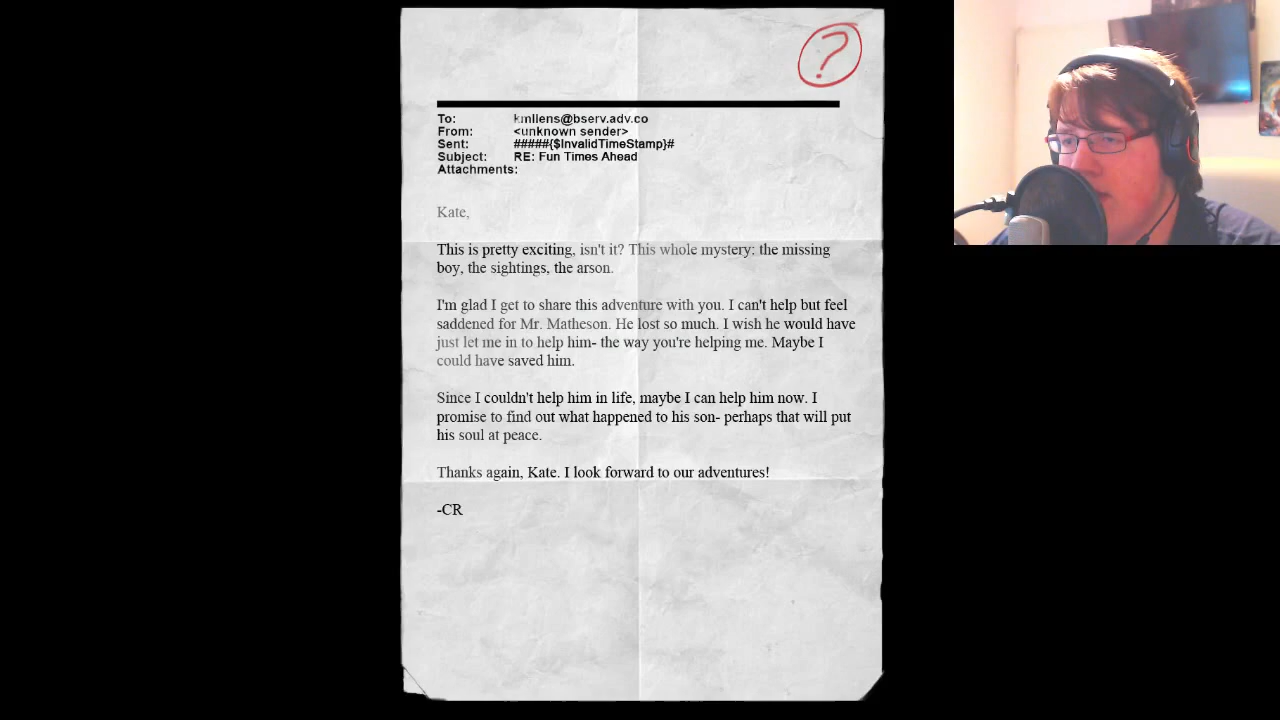 ?
To: kmilens@bserv.adv.co
From: <unknown sender>
Sent: #####{$InvalidTimeStamp}#
Subject: RE: Fun Times Ahead
Attachments:
Kate,
This is pretty exciting, isn't it? This whole mystery: the missing
boy, the sightings, the arson.
I'm glad I get to share this adventure with you. I can't help but feel
saddened for Mr. Matheson. He lost so much. I wish he would have
just let me in to help him- the way you're helping me. Maybe I
could have saved him.
Since I couldn't help him in life, maybe I can help him now. I
promise to find out what happened to his son- perhaps that will put
his soul at peace.
Thanks again, Kate. I look forward to our adventures!
-CR